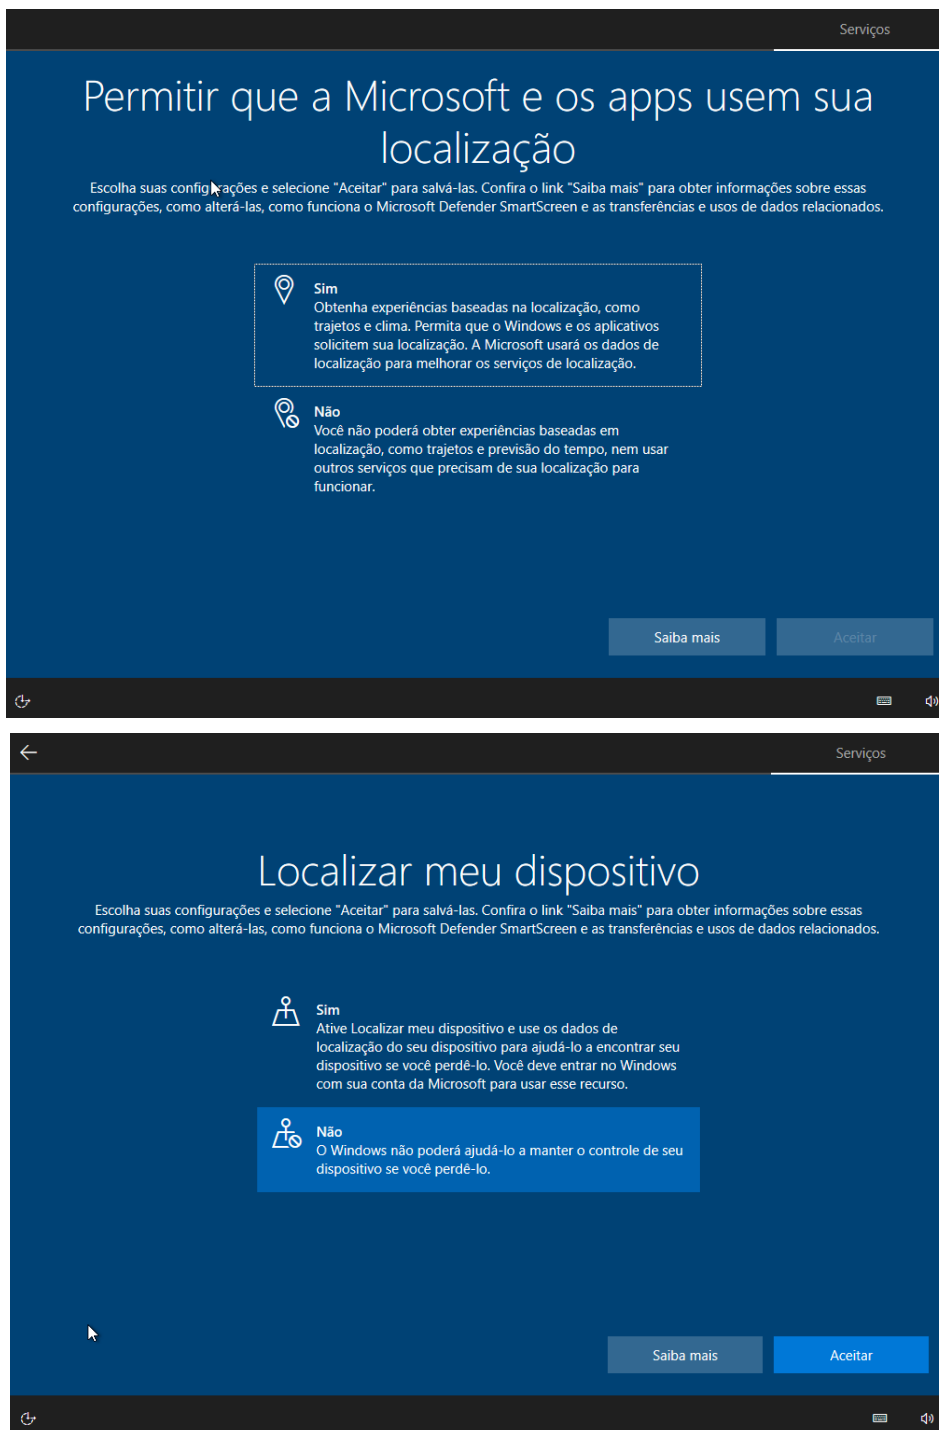 Serviços
Permitir que a Microsoft e os apps usem sua
localização
Escolha suas configurações e selecione "Aceitar" para salvá-las. Confira o link "Saiba mais" para obter informações sobre essas
configurações, como alterá-las, como funciona o Microsoft Defender SmartScreen e as transferências e usos de dados relacionados.
Sim
Obtenha experiências baseadas na localização, como
trajetos e clima. Permita que o Windows e os aplicativos
solicitem sua localização. A Microsoft usará os dados de
localização para melhorar os serviços de localização.
Não
Você não poderá obter experiências baseadas em
localização, como trajetos e previsão do tempo, nem usar
outros serviços que precisam de sua localização para
funcionar.
Saiba mais
Aceitar
Serviços
Localizar meu dispositivo
Escolha suas configurações e selecione "Aceitar" para salvá-las. Confira o link "Saiba mais" para obter informações sobre essas
configurações, como alterá-las, como funciona o Microsoft Defender SmartScreen e as transferências e usos de dados relacionados.
Sim
Ative Localizar meu dispositivo e use os dados de
localização do seu dispositivo para ajudá-lo a encontrar seu
dispositivo se você perdê-lo. Você deve entrar no Windows
com sua conta da Microsoft para usar esse recurso.
Não
O Windows não poderá ajudá-lo a manter o controle de seu
dispositivo se você perdê-lo.
Saiba mais
Aceitar